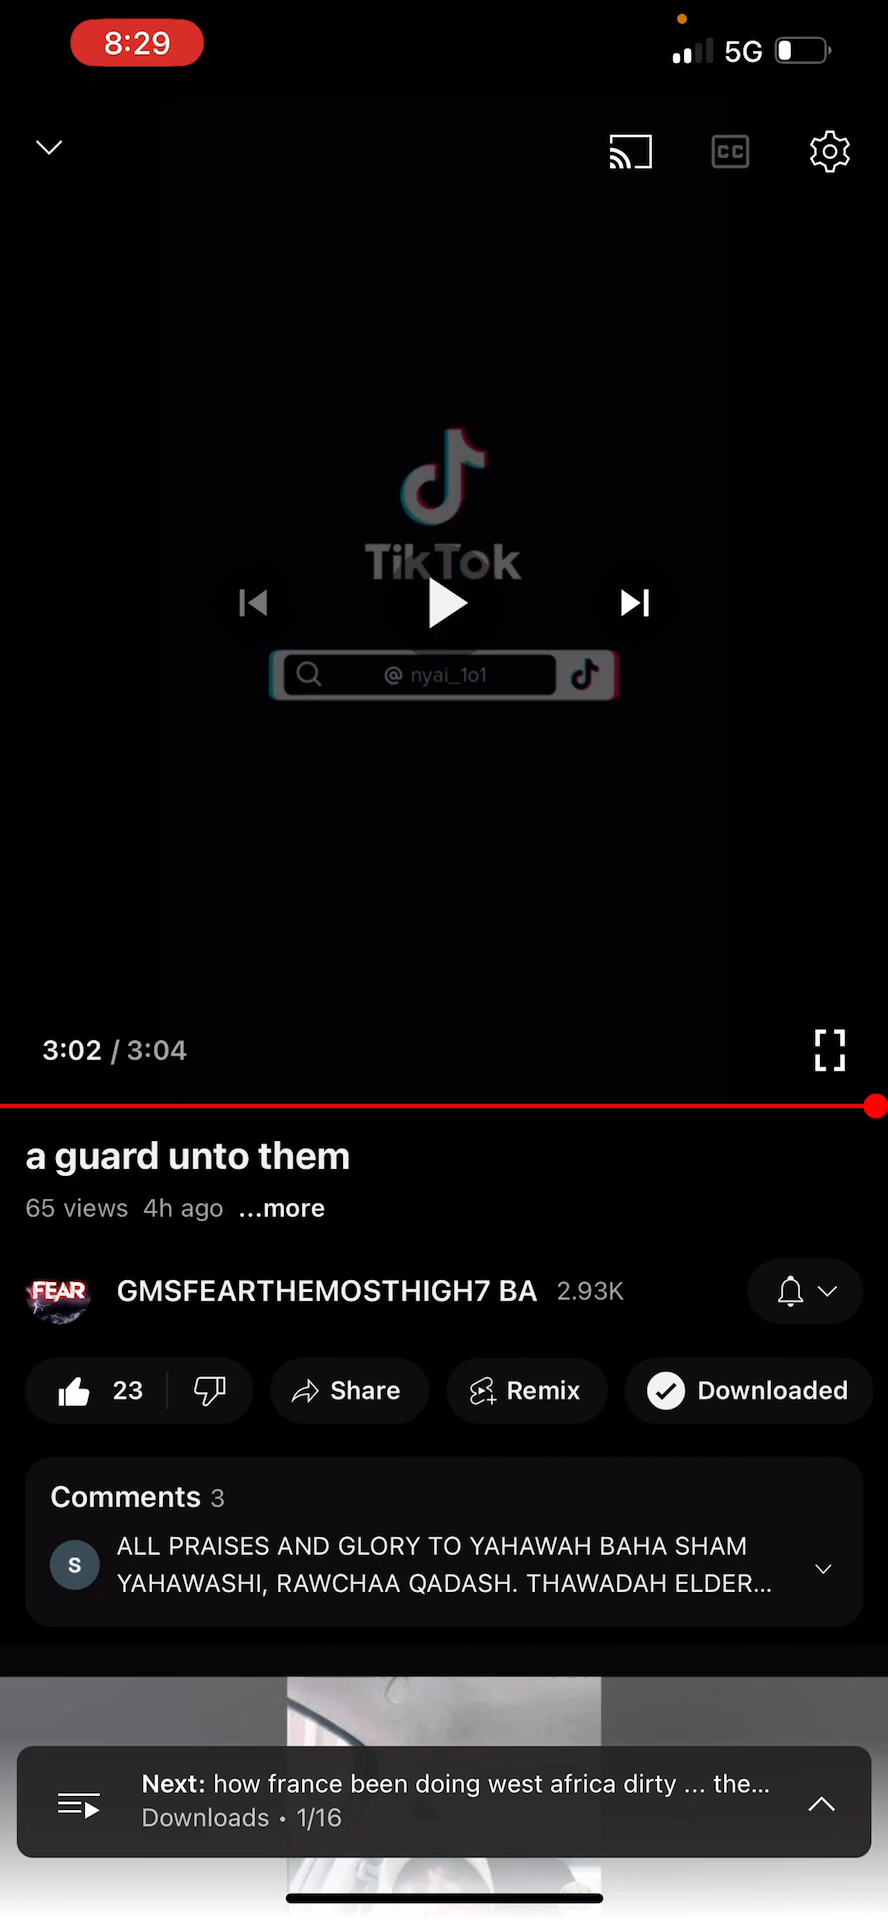 8:29
5G
CC
TikTok
@ nyai_1o1
3:02 / 3:04
a guard unto them
65 views 4h ago ...more
FEAR
GMSFEARTHEMOSTHIGH7 BA 2.93K
23
Share
Remix
Downloaded
Comments 3
S
ALL PRAISES AND GLORY TO YAHAWAH BAHA SHAM
YAHAWASHI, RAWCHAA QADASH. THAWADAH ELDER...
Next: how france been doing west africa dirty ... the...
Downloads • 1/16